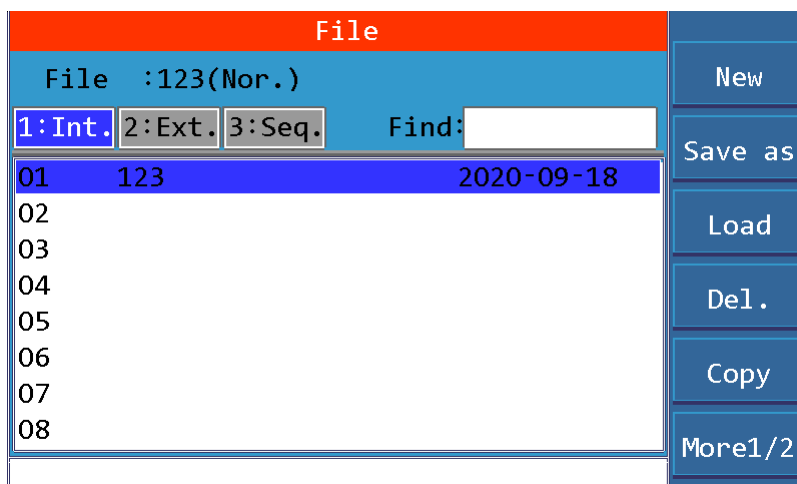 File
File :123(Nor.)
1:Int. 2:Ext. 3:Seq. Find:
01 123 2020-09-18
02
03
04
05
06
07
08
New
Save as
Load
Del.
Copy
More1/2